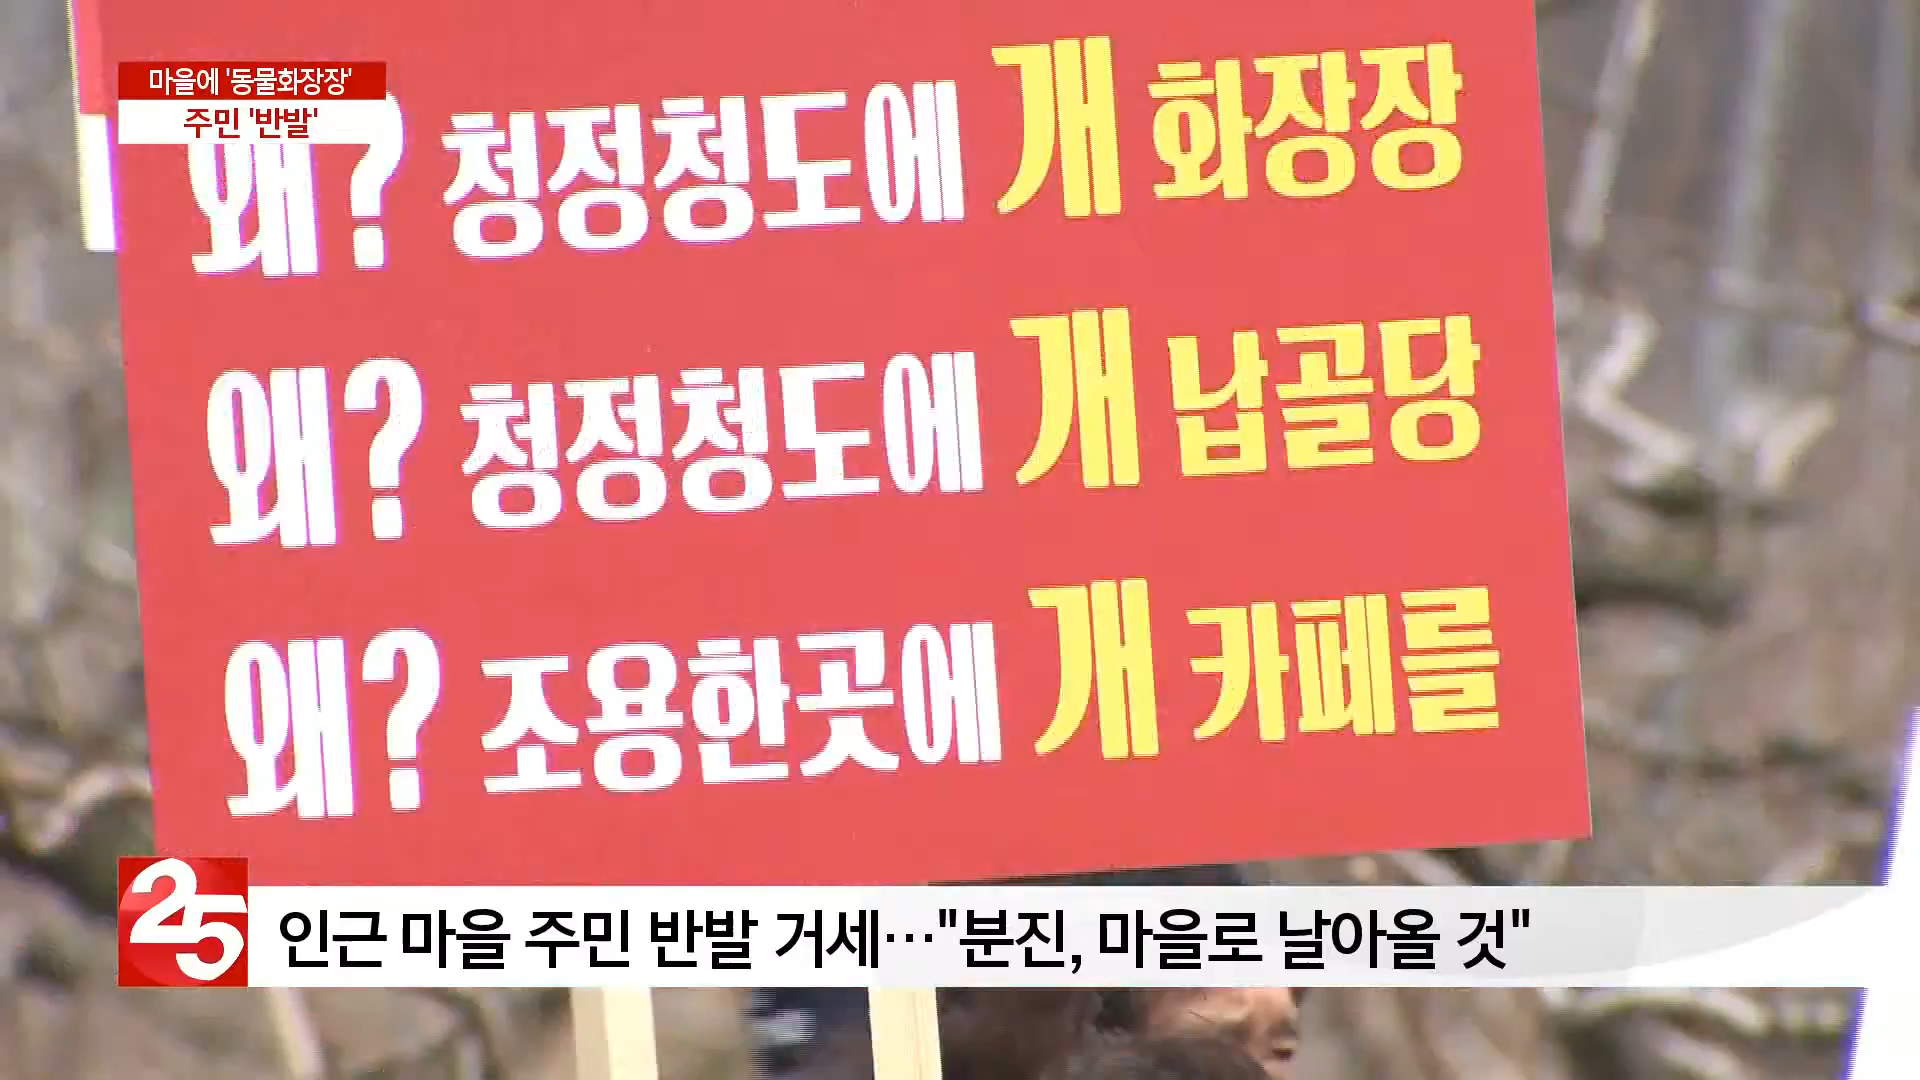 마을에 '동물화장장'
주민 '반발'
왜? 청정청도에 개 화장장
왜? 청정청도에 개 납골당
왜? 조용한곳에 개 카페를
25
인근 마을 주민 반발 거세…"분진, 마을로 날아올 것"